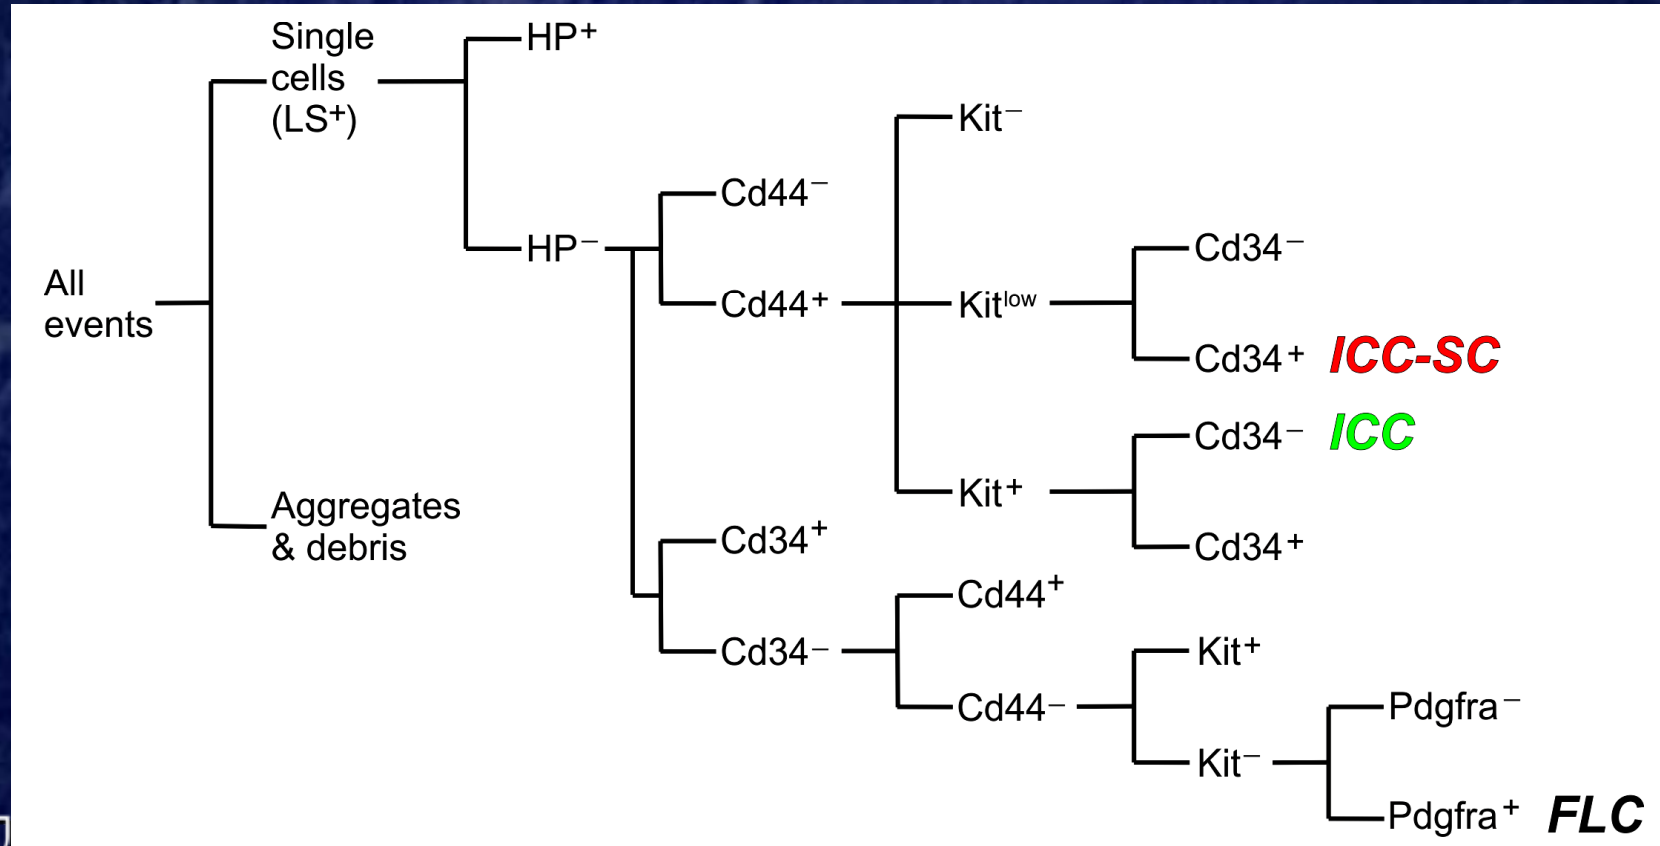 Single
cells
(LS⁺)
HP⁺
Kit⁻
Cd44⁻
HP⁻
Cd34⁻
All
events
Cd44⁺
Kitˡᵒʷ
Cd34⁺ ICC-SC
Cd34⁻ ICC
Kit⁺
Aggregates
& debris
Cd34⁺
Cd34⁺
Cd44⁺
Cd34⁻
Kit⁺
Cd44⁻
Pdgfra⁻
Kit⁻
Pdgfra⁺ FLC